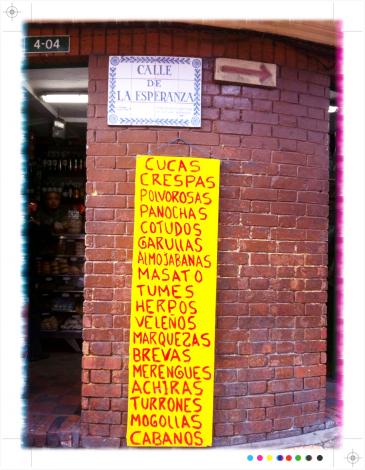 4-04
CALLE
DE
LA ESPERANZA
CUCAS
CRESPAS
POLVOROSAS
PANOCHAS
COTUDOS
GARULLAS
ALMOJABANAS
MASATO
TUMES
HERPOS
VELEÑOS
MARQUEZAS
BREVAS
MERENGUES
ACHIRAS
TURRONES
MOGOLLAS
CABANOS